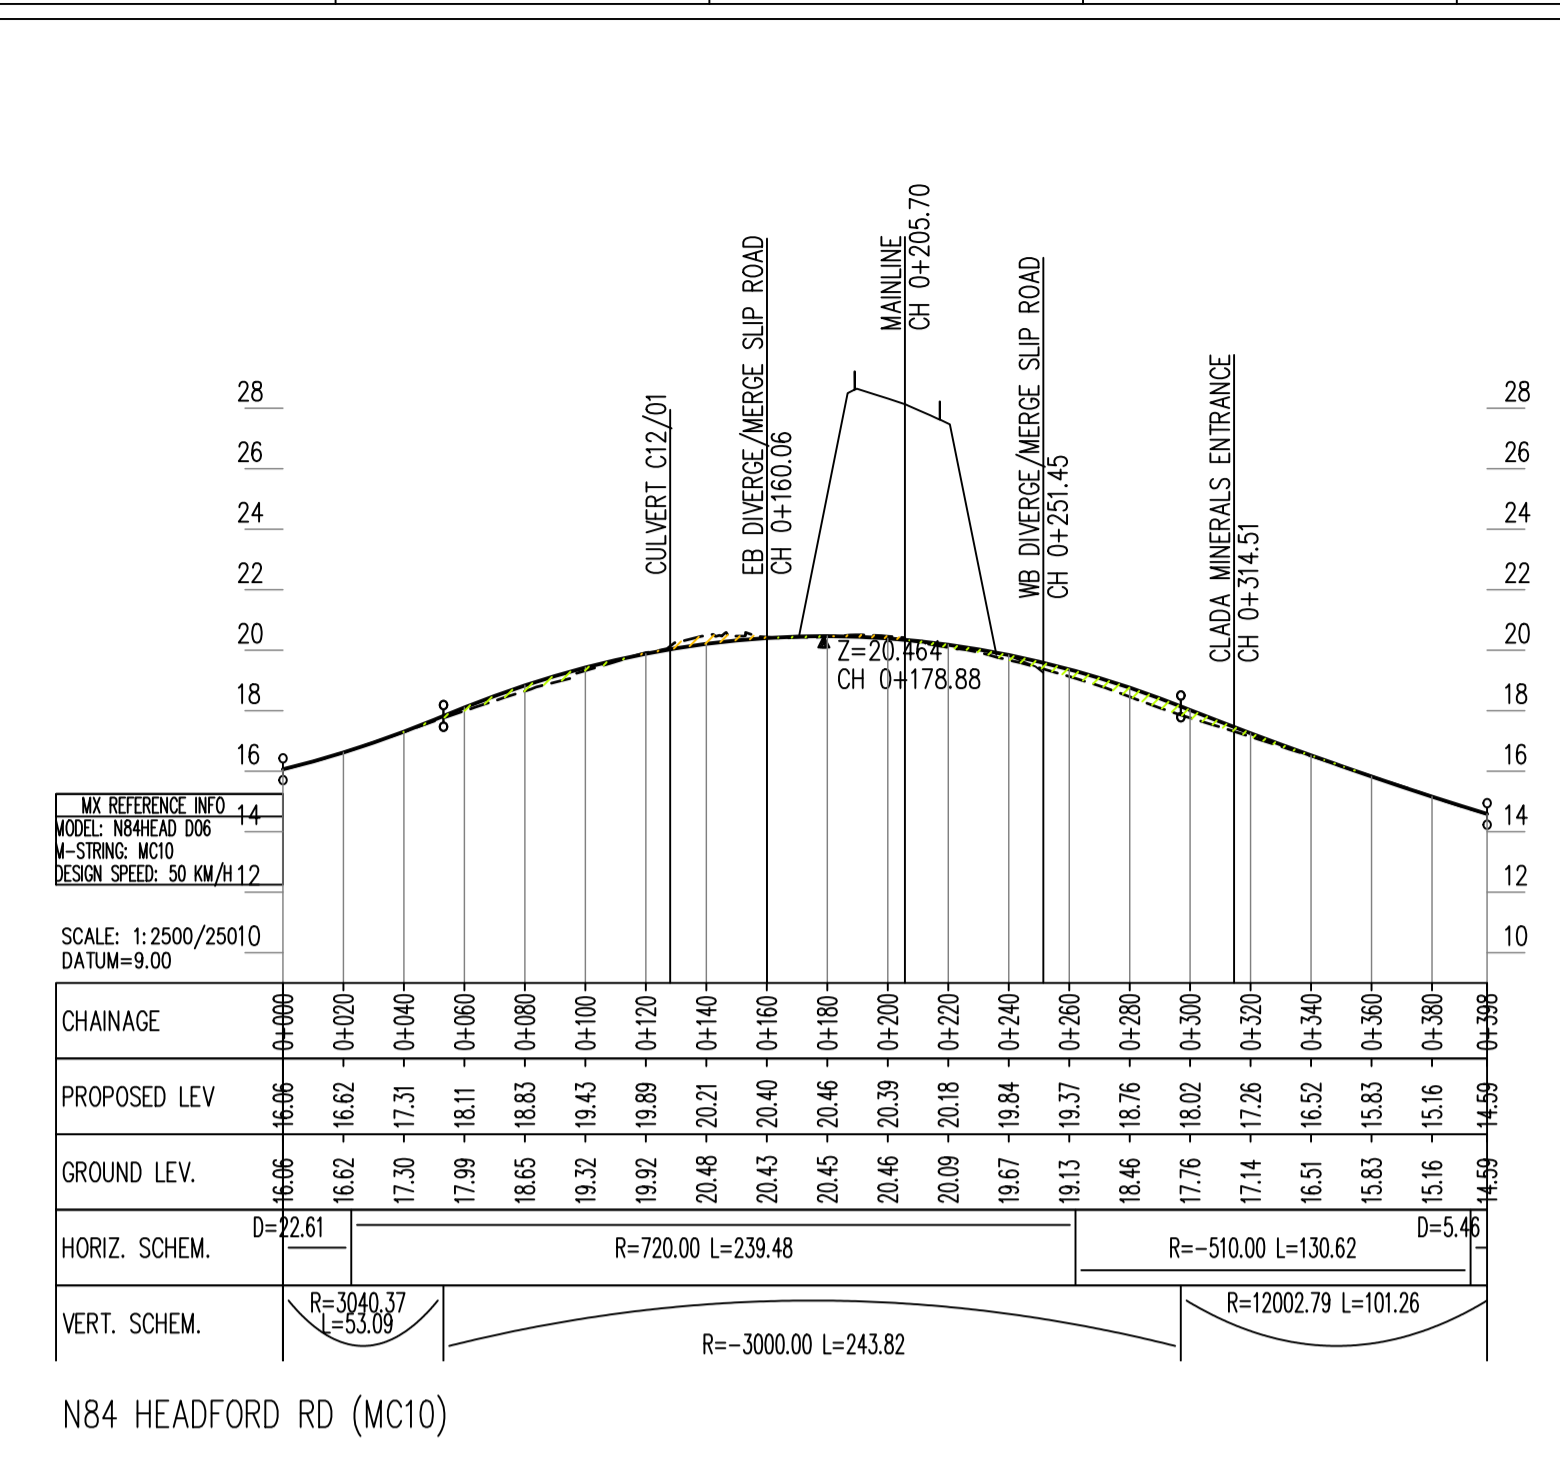 MAINLINE
CH 0+205.70
EB DIVERGE/MERGE SLIP ROAD
CH 0+160.06
WB DIVERGE/MERGE SLIP ROAD
CH 0+251.45
CULVERT C12/01
CLADA MINERALS ENTRANCE
CH 0+314.51
28 28
26 26
24 24
22 22
20 20
Z=20.464
CH 0+178.88
18 18
16 16
14 14
12 12
10 10
MX REFERENCE INFO
MODEL: N84HEAD D06
M-STRING: MC10
DESIGN SPEED: 50 KM/H
SCALE: 1:2500/250
DATUM=9.00
CHAINAGE 0+000 0+020 0+040 0+060 0+080 0+100 0+120 0+140 0+160 0+180 0+200 0+220 0+240 0+260 0+280 0+300 0+320 0+340 0+360 0+380 0+398
PROPOSED LEV 16.06 16.62 17.31 18.11 18.83 19.43 19.89 20.21 20.40 20.46 20.39 20.18 19.84 19.37 18.76 18.02 17.26 16.52 15.83 15.16 14.59
GROUND LEV. 16.06 16.62 17.30 17.99 18.65 19.32 19.92 20.48 20.43 20.45 20.46 20.09 19.67 19.13 18.46 17.76 17.14 16.51 15.83 15.16 14.59
HORIZ. SCHEM. D=22.61 R=720.00 L=239.48 R=-510.00 L=130.62 D=5.46
VERT. SCHEM. R=3040.37 L=53.09 R=-3000.00 L=243.82 R=12002.79 L=101.26
N84 HEADFORD RD (MC10)